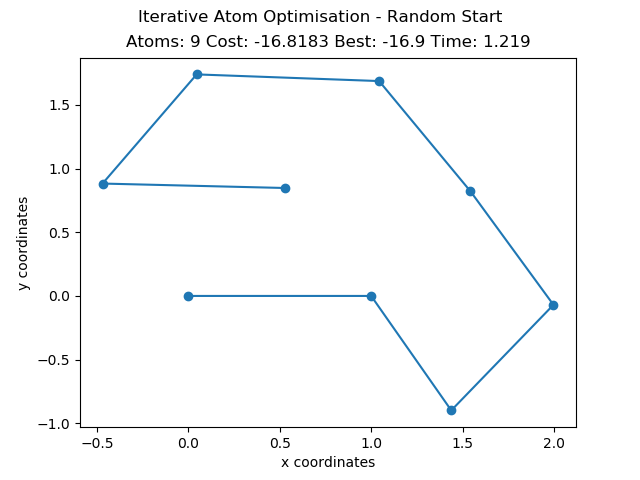 Iterative Atom Optimisation - Random Start
Atoms: 9 Cost: -16.8183 Best: -16.9 Time: 1.219
1.5
1.0
0.5
0.0
−0.5
−1.0
y coordinates
−0.5 0.0 0.5 1.0 1.5 2.0
x coordinates